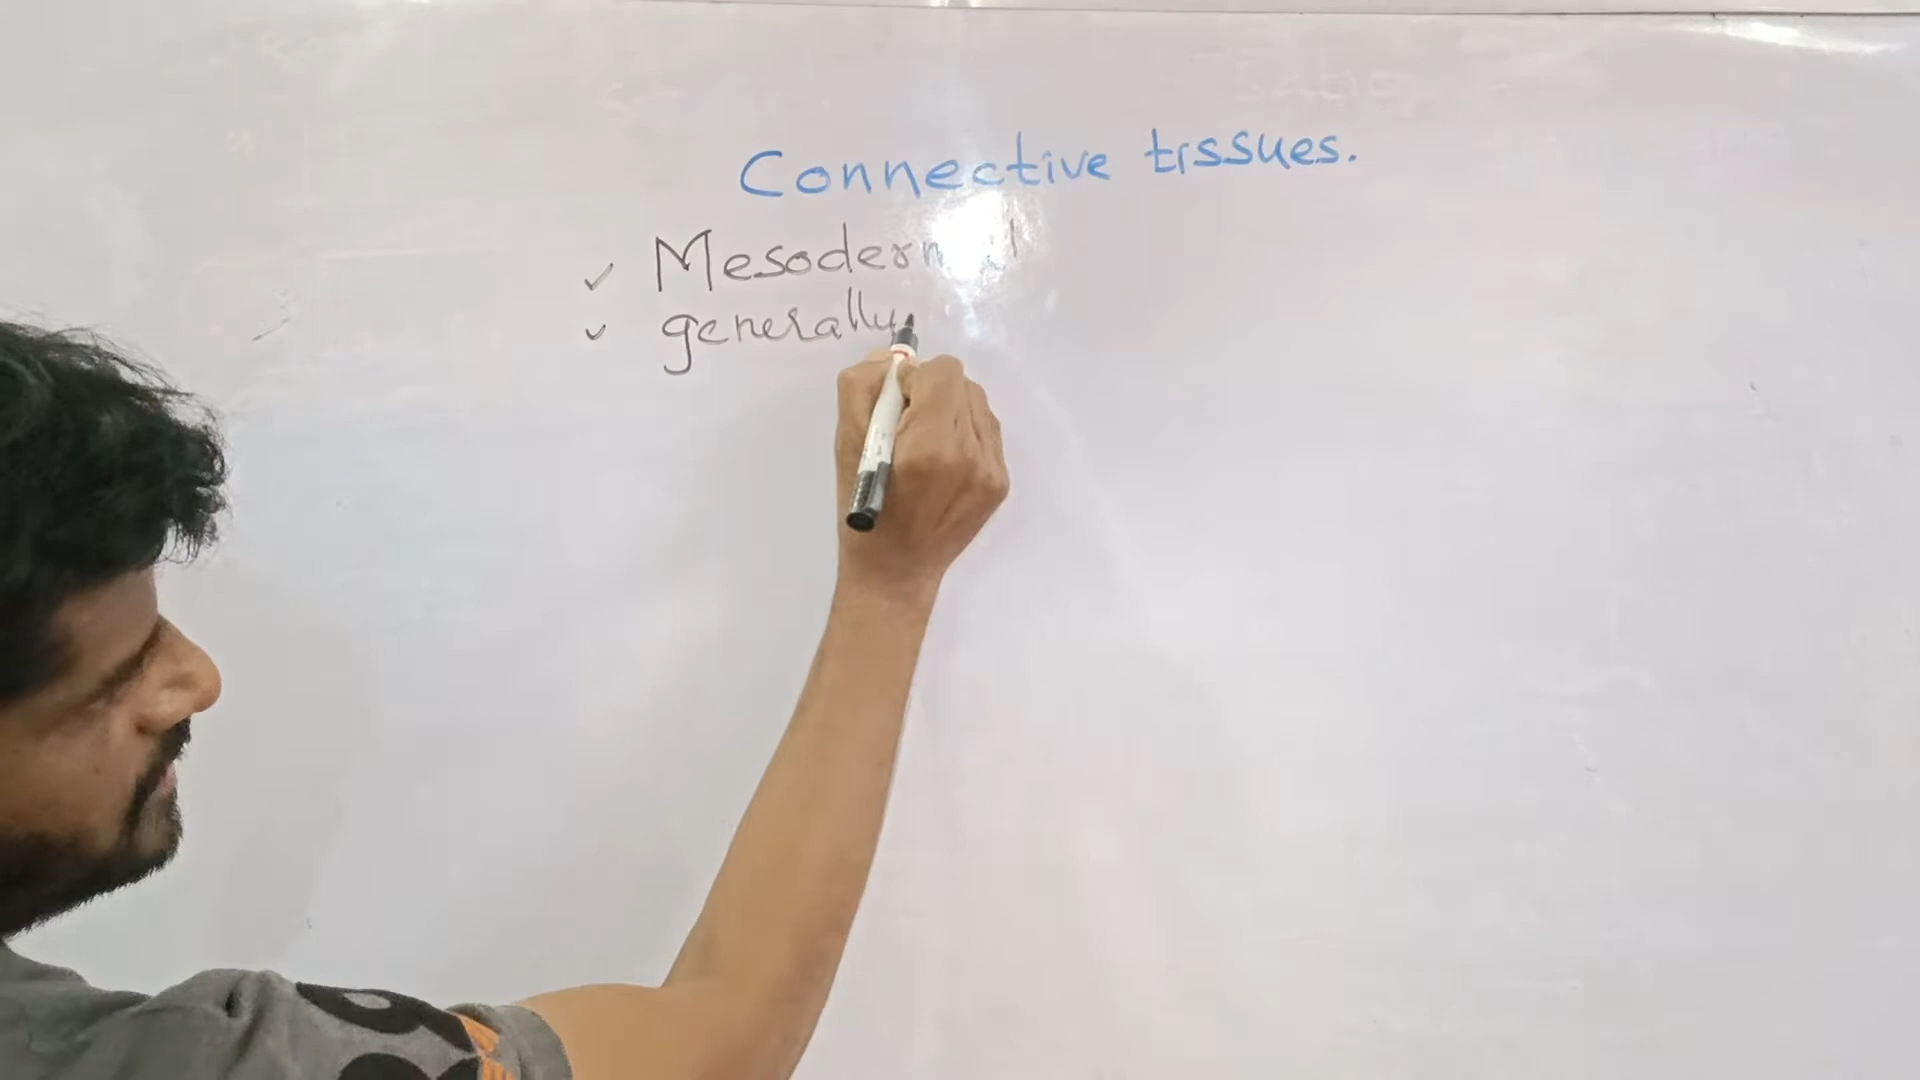 Connective tissues.
✓ Mesodermal
✓ generally